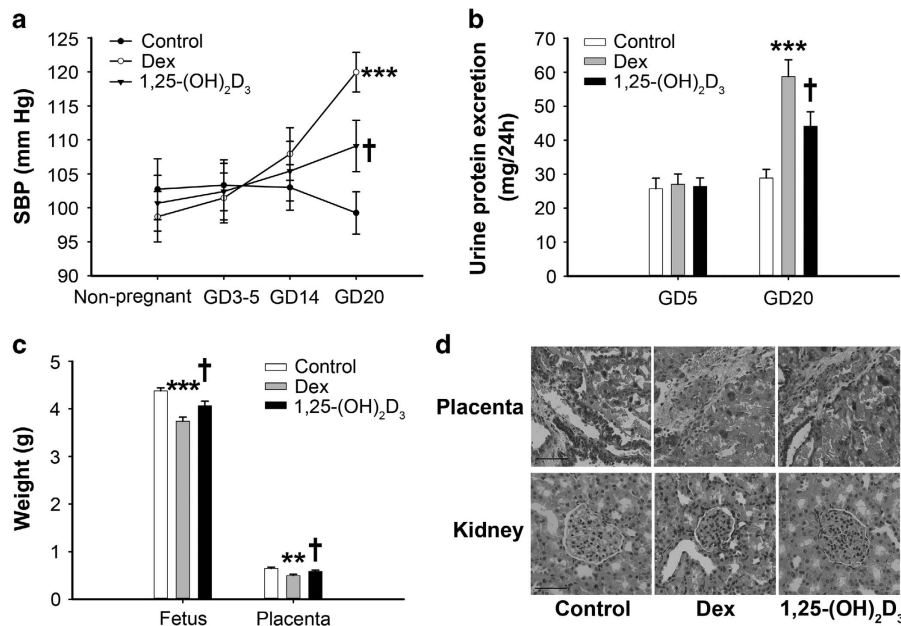 a
SBP (mm Hg)
125
120
115
110
105
100
95
90
Control
Dex
1,25-(OH)₂D₃
***
†
Non-pregnant GD3-5 GD14 GD20
b
Urine protein excretion
(mg/24h)
70
60
50
40
30
20
10
0
Control
Dex
1,25-(OH)₂D₃
***
†
GD5 GD20
c
Weight (g)
5
4
3
2
1
0
Control
Dex
1,25-(OH)₂D₃
*** †
** †
Fetus Placenta
d
Placenta
Kidney
Control Dex 1,25-(OH)₂D₃